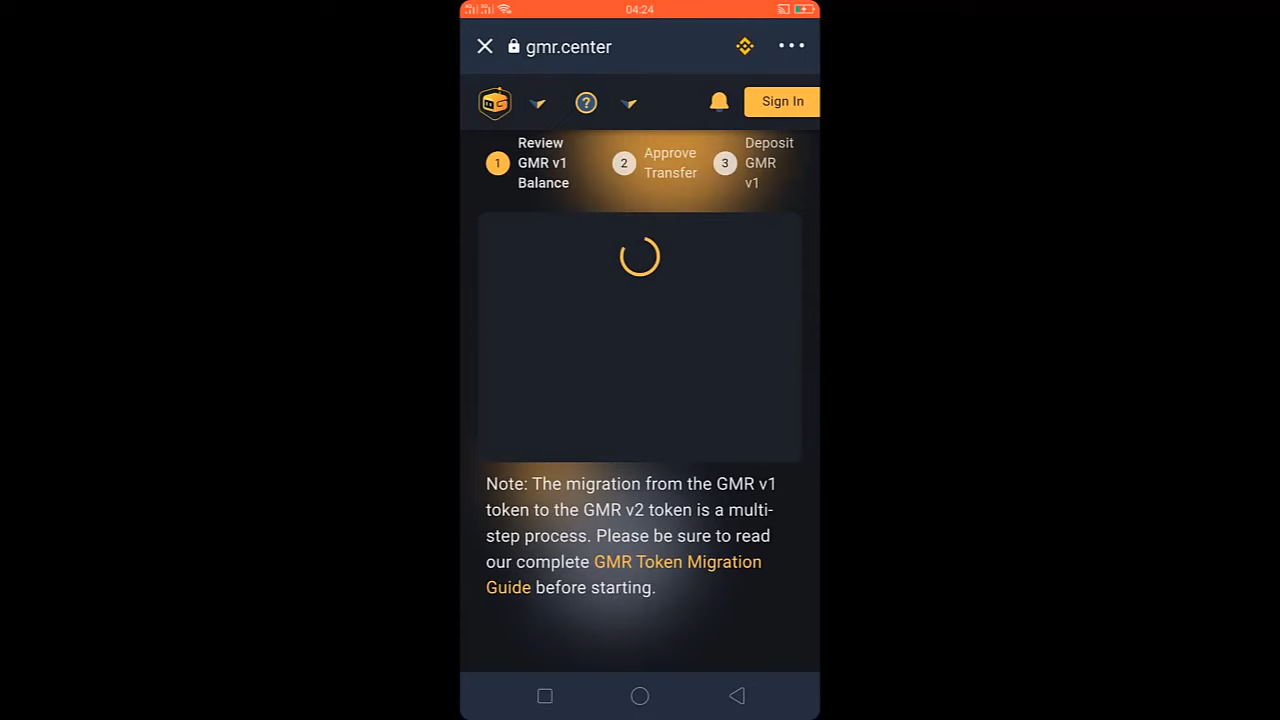 04:24
gmr.center
?
Sign In
1
Review
GMR v1
Balance
2
Approve
Transfer
3
Deposit
GMR
v1
Note: The migration from the GMR v1
token to the GMR v2 token is a multi-
step process. Please be sure to read
our complete GMR Token Migration
Guide before starting.